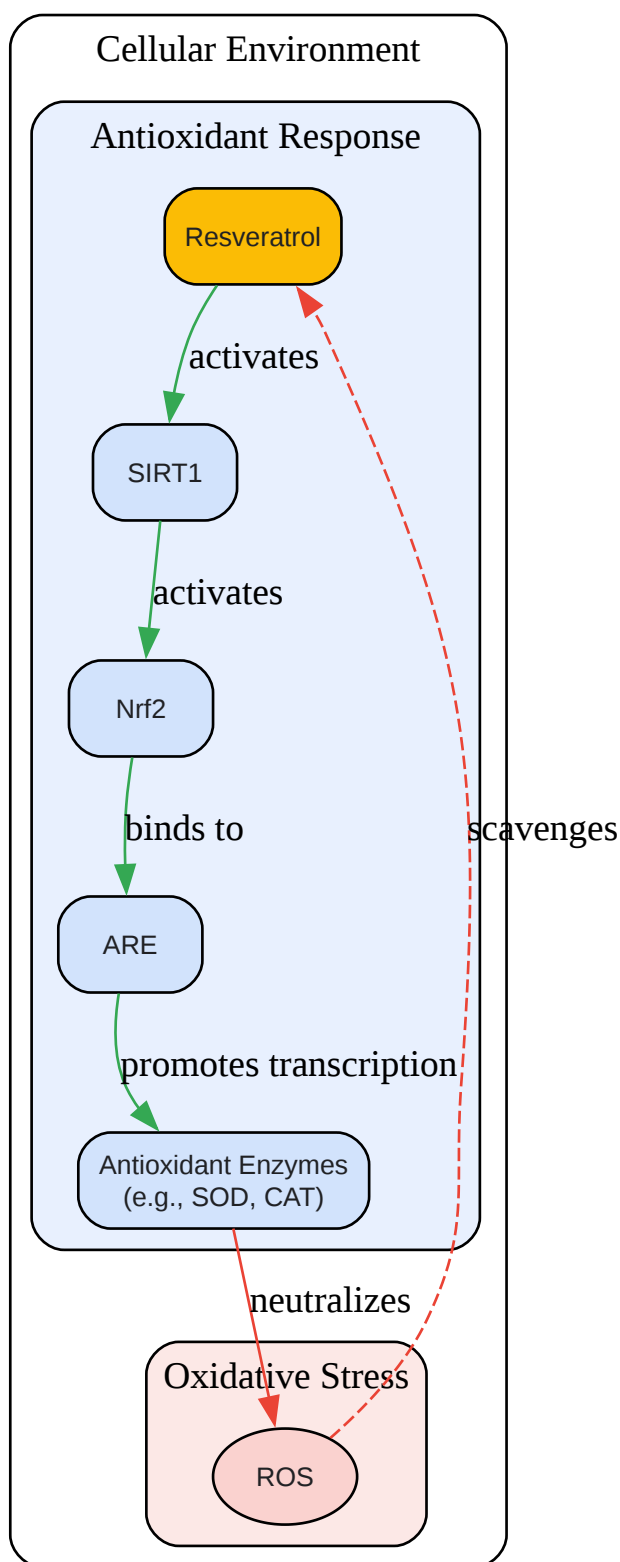 Cellular Environment
Antioxidant Response
Resveratrol
activates
SIRT1
activates
Nrf2
binds to
scavenges
ARE
promotes transcription
Antioxidant Enzymes
(e.g., SOD, CAT)
neutralizes
Oxidative Stress
ROS